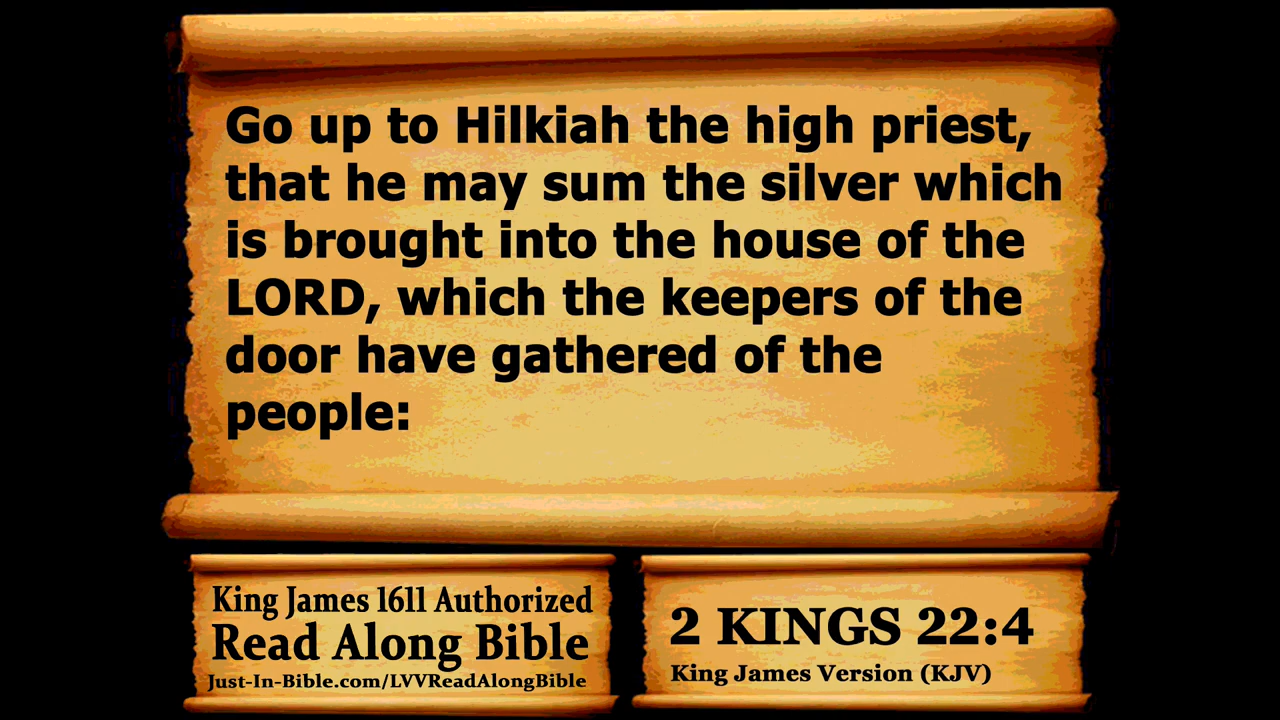 Go up to Hilkiah the high priest,
that he may sum the silver which
is brought into the house of the
LORD, which the keepers of the
door have gathered of the
people:
King James 1611 Authorized
Read Along Bible
Just-In-Bible.com/LVVReadAlongBible
2 KINGS 22:4
King James Version (KJV)